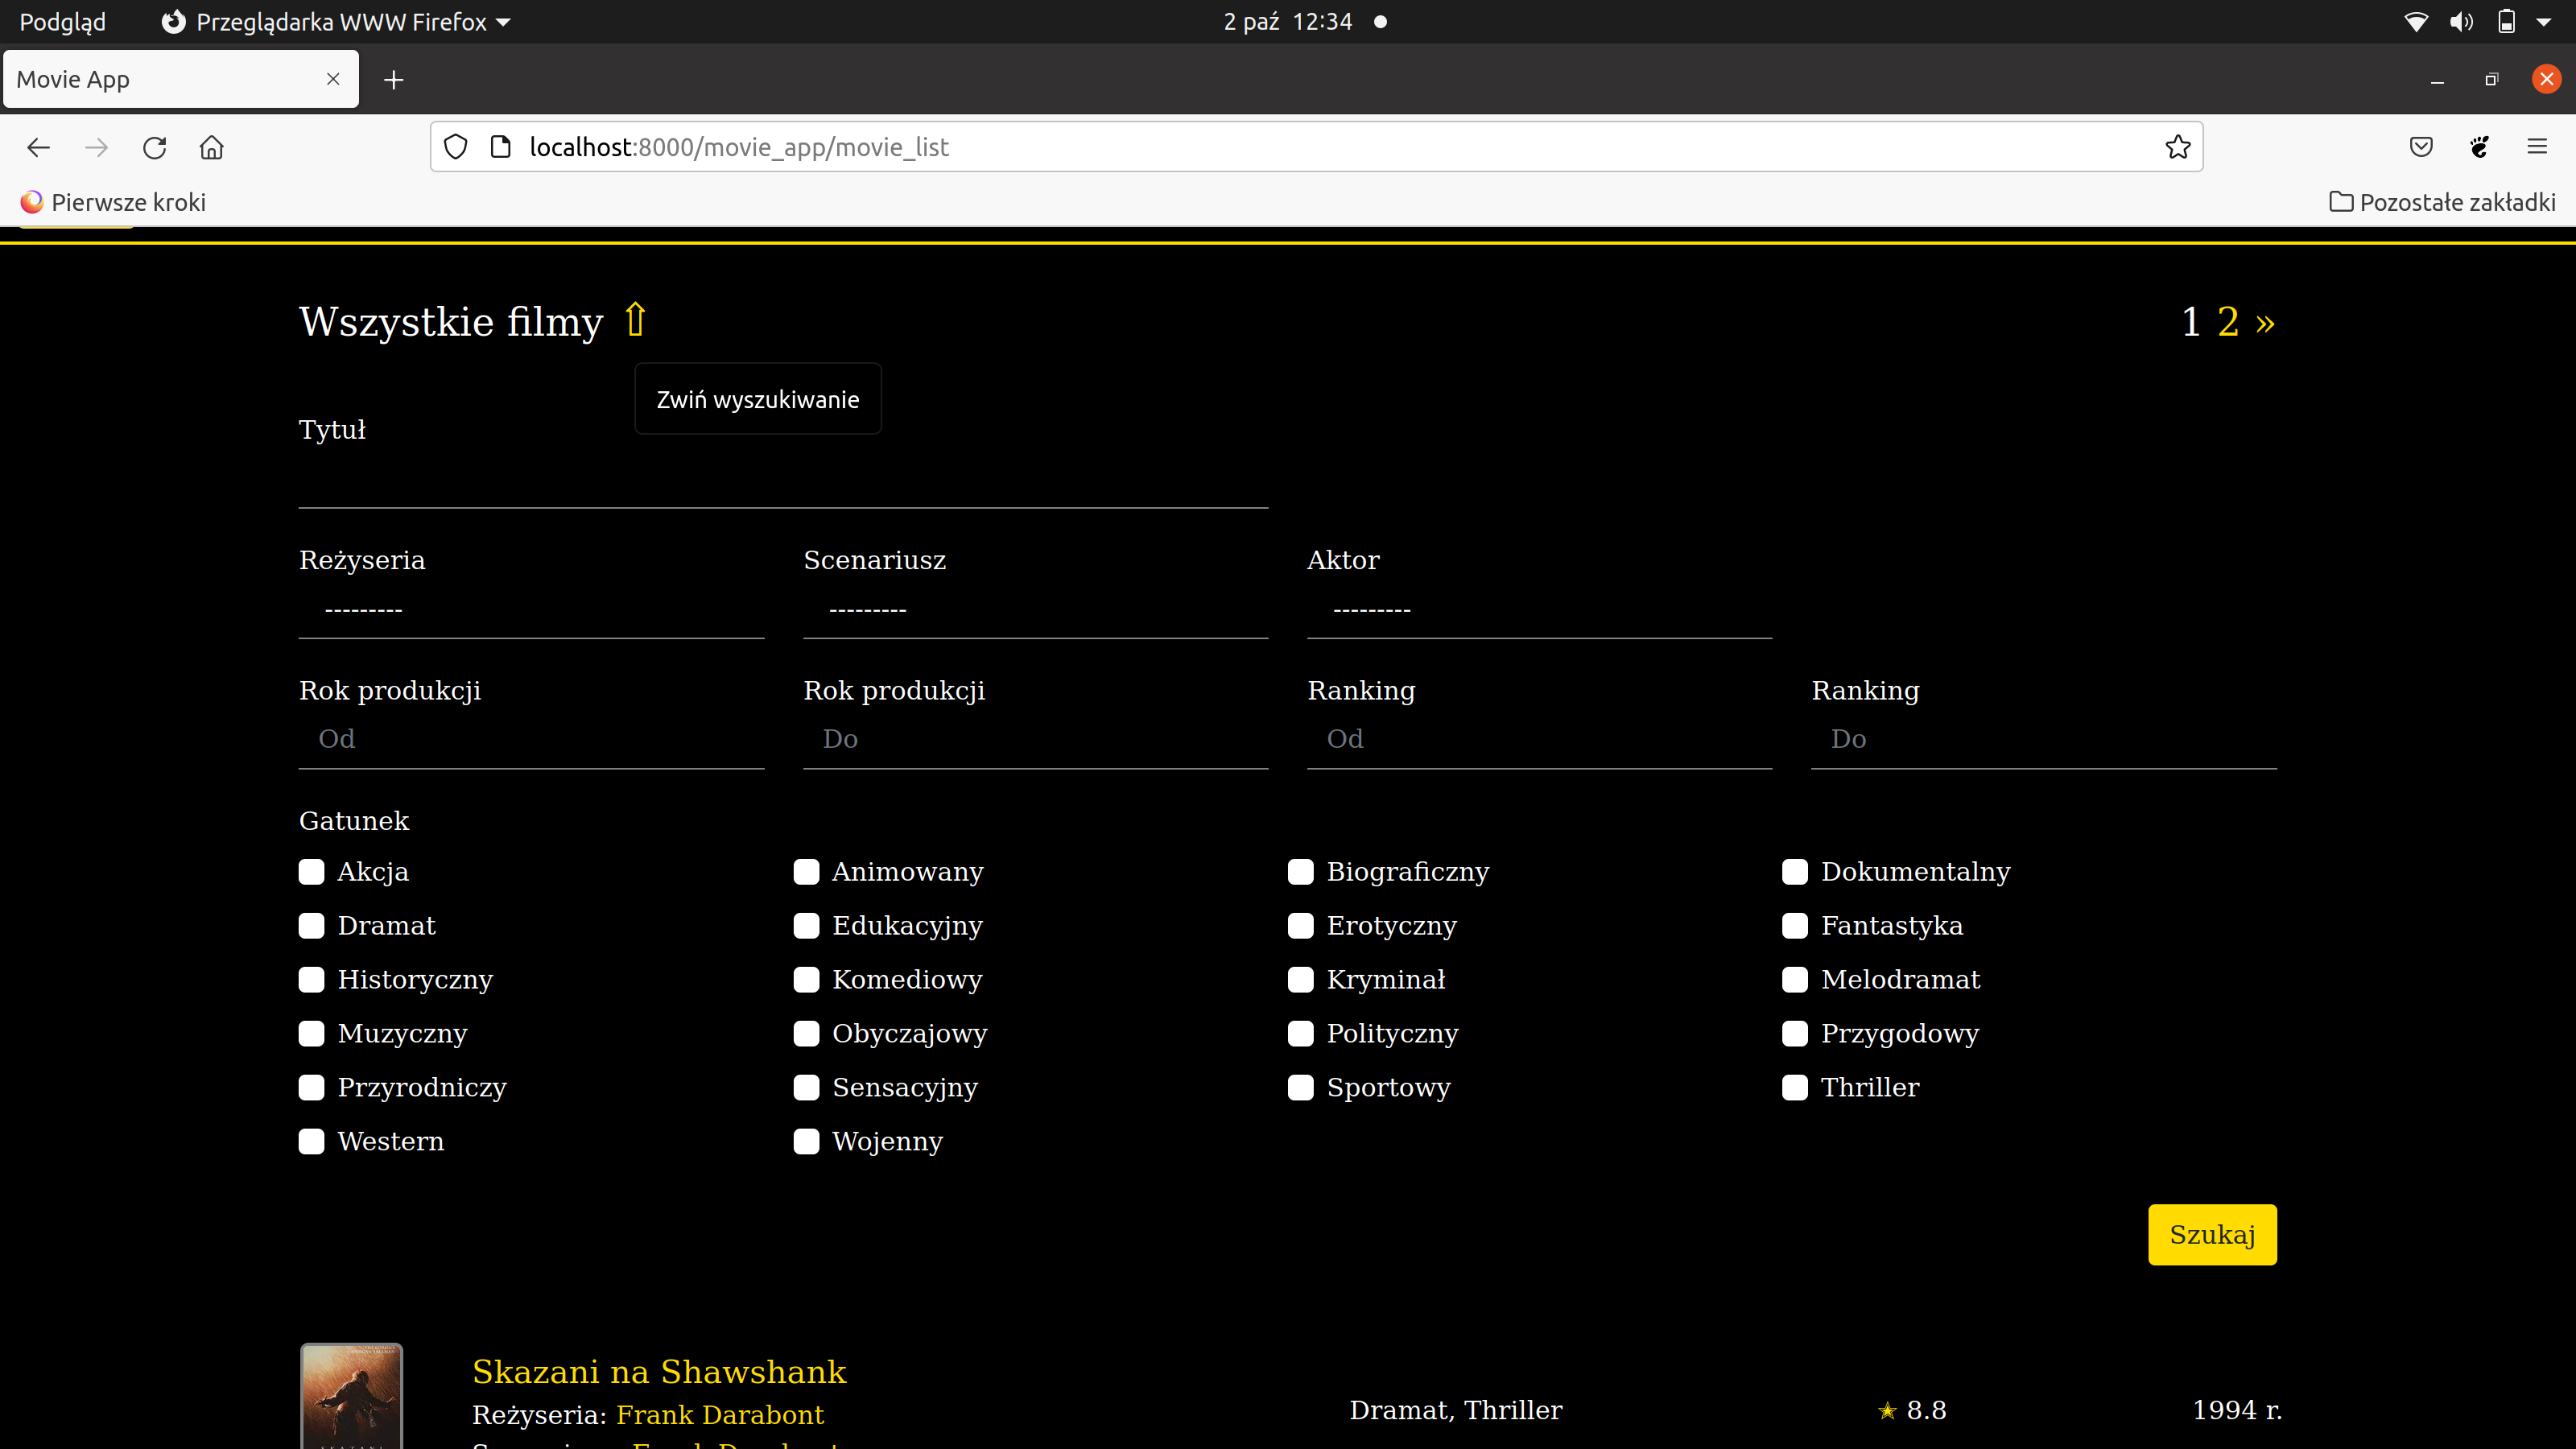 Podgląd Przeglądarka WWW Firefox 2 paź 12:34
Movie App
localhost:8000/movie_app/movie_list
Pierwsze kroki Pozostałe zakładki
Wszystkie filmy ⇧ 1 2 »
Zwiń wyszukiwanie
Tytuł
Reżyseria Scenariusz Aktor
--------- --------- ---------
Rok produkcji Rok produkcji Ranking Ranking
Od Do Od Do
Gatunek
Akcja Animowany Biograficzny Dokumentalny
Dramat Edukacyjny Erotyczny Fantastyka
Historyczny Komediowy Kryminał Melodramat
Muzyczny Obyczajowy Polityczny Przygodowy
Przyrodniczy Sensacyjny Sportowy Thriller
Western Wojenny
Szukaj
Skazani na Shawshank
Reżyseria: Frank Darabont
Dramat, Thriller ★ 8.8 1994 r.
Frank Darabont